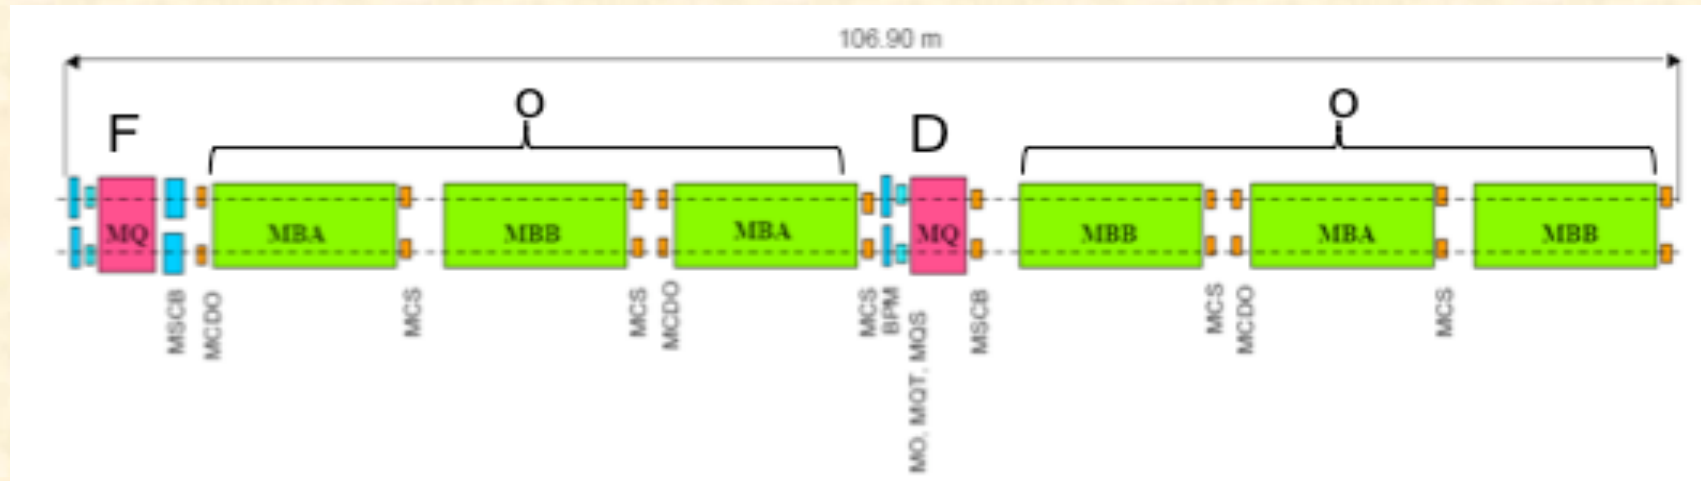 106.90 m
O
O
F
D
MQ
MBA
MBB
MBA
MQ
MBB
MBA
MBB
MSCB
MCDO
MCS
MCS
MCDO
MCS
BPM
MO, MQT, MQS
MSCB
MCS
MCDO
MCS